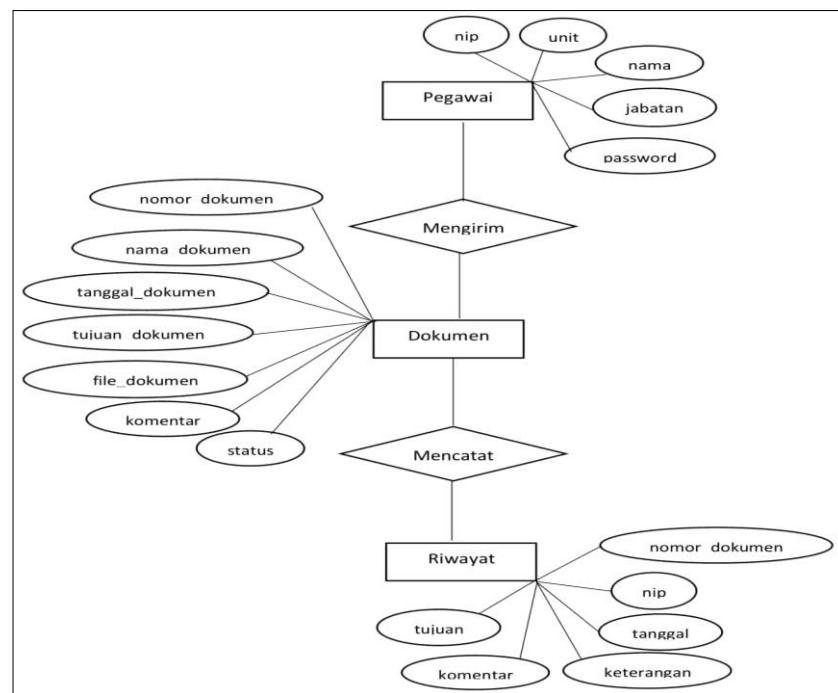 nip
unit
nama
Pegawai
jabatan
password
nomor dokumen
Mengirim
nama dokumen
tanggal_dokumen
tujuan dokumen
Dokumen
file_dokumen
komentar
status
Mencatat
nomor dokumen
Riwayat
nip
tujuan
tanggal
komentar
keterangan